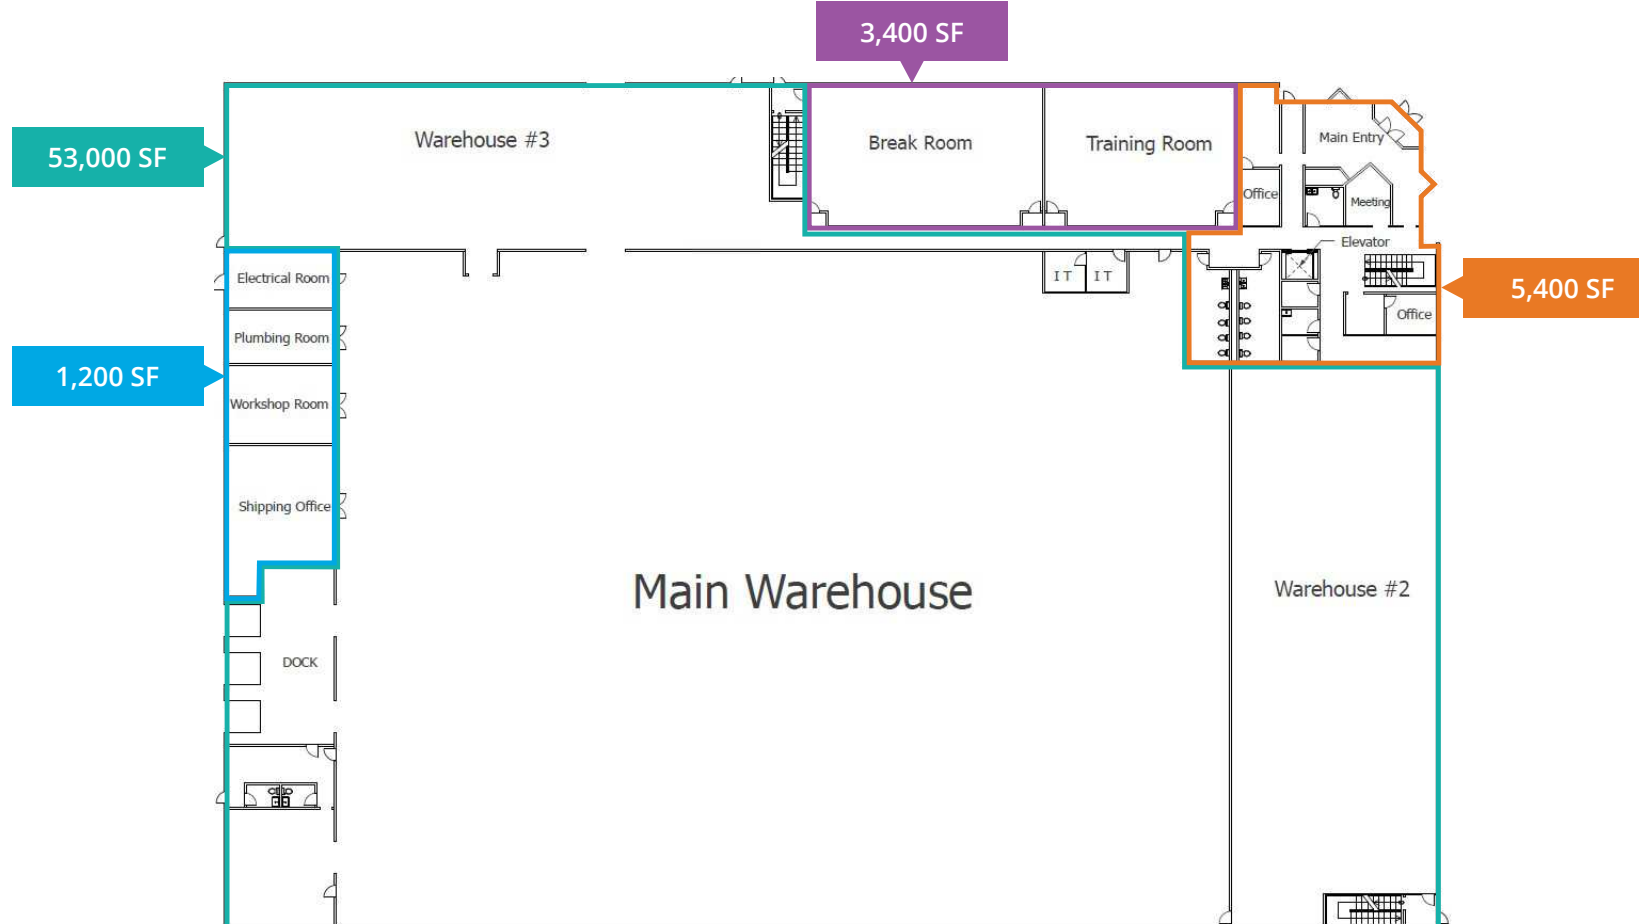 3,400 SF
Warehouse #3
Break Room
Training Room
Main Entry
53,000 SF
Office
Meeting
Elevator
Electrical Room
IT
IT
5,400 SF
Office
Plumbing Room
1,200 SF
Workshop Room
Shipping Office
Main Warehouse
Warehouse #2
DOCK